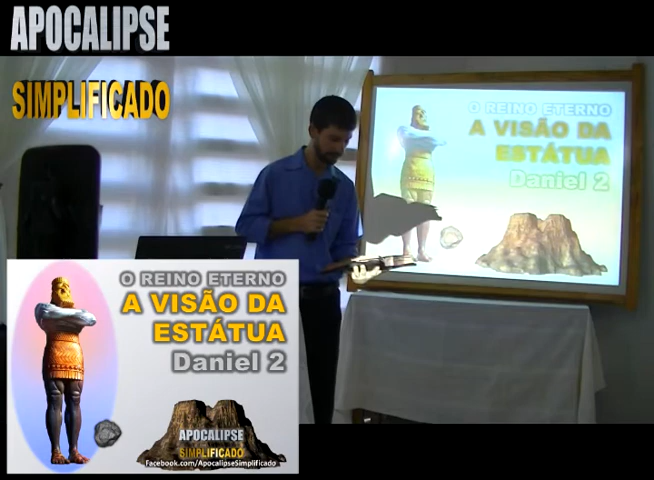 APOCALIPSE
SIMPLIFICADO
O REINO ETERNO
A VISÃO DA
ESTÁTUA
Daniel 2
O REINO ETERNO
A VISÃO DA
ESTÁTUA
Daniel 2
APOCALIPSE
SIMPLIFICADO
Facebook.com/ApocalipseSimplificado